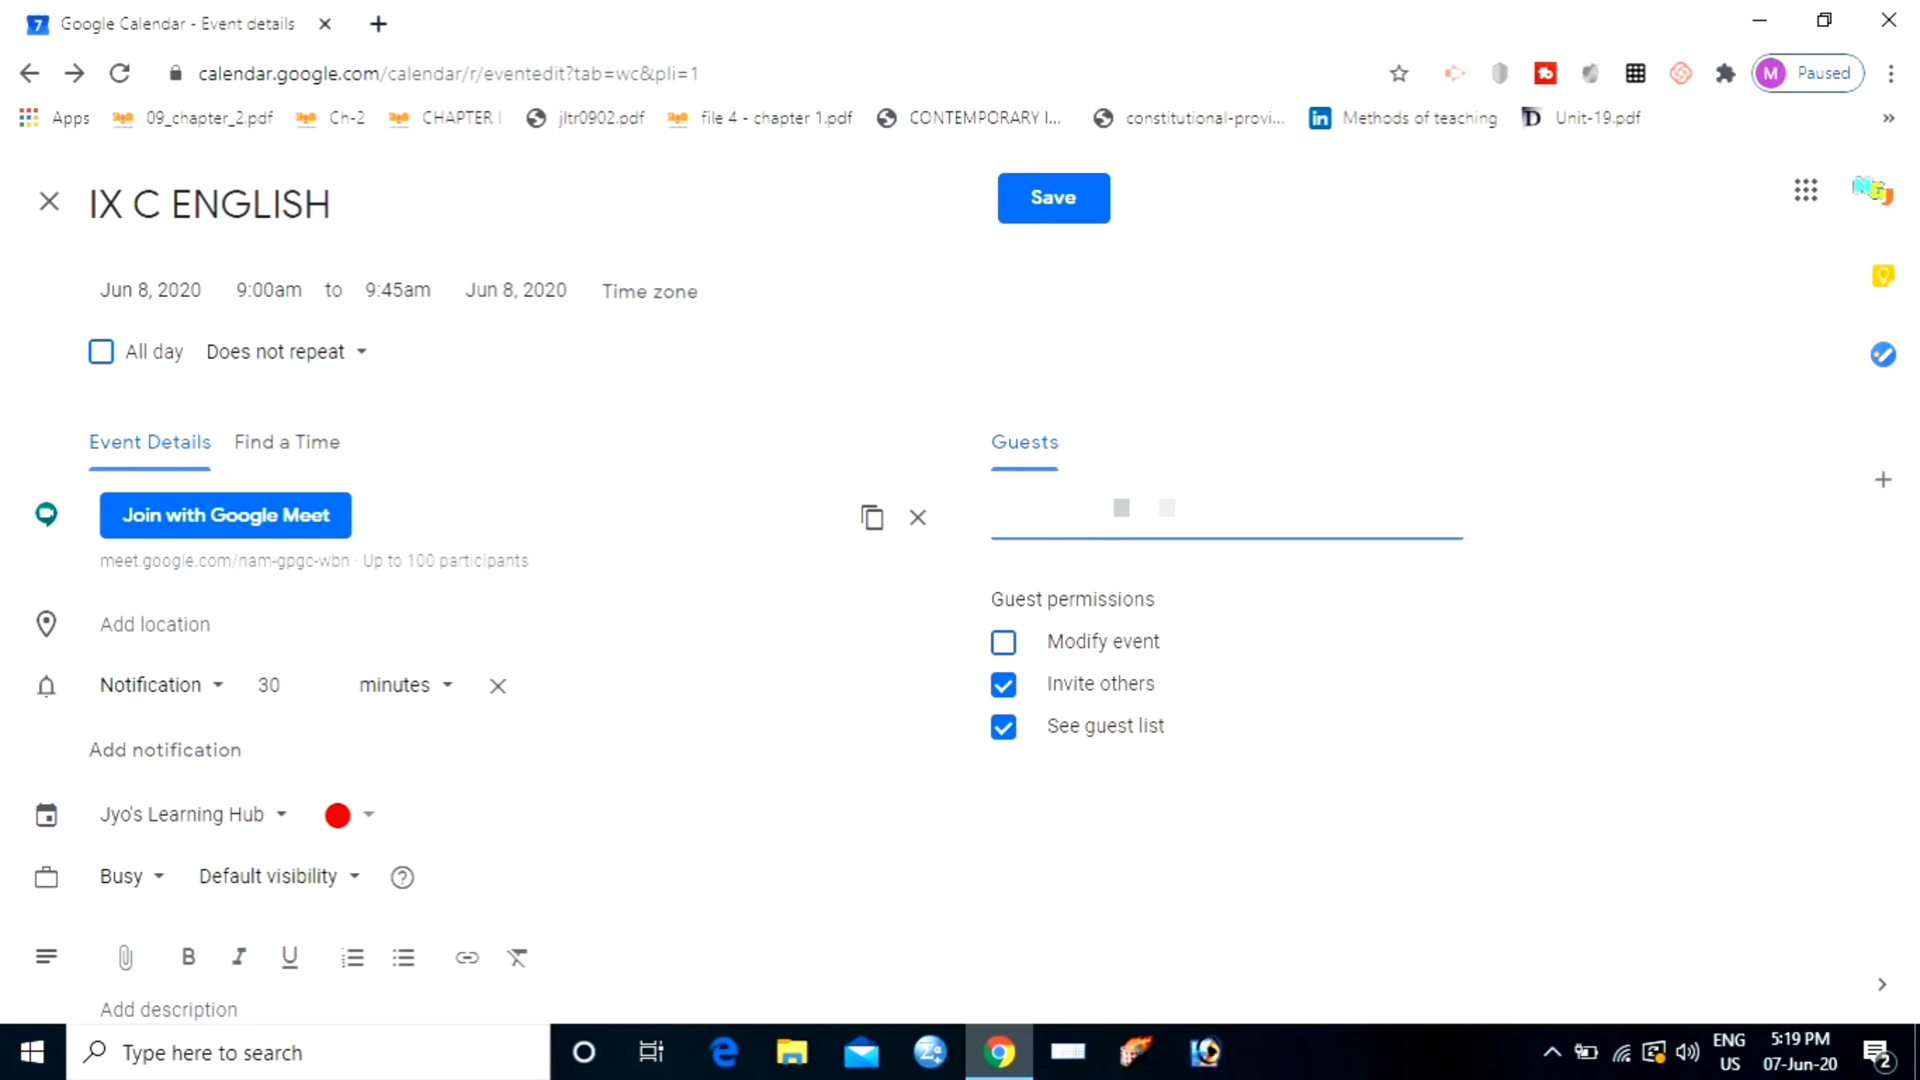 7 Google Calendar - Event details
calendar.google.com/calendar/r/eventedit?tab=wc&pli=1
M Paused
Apps 09_chapter_2.pdf Ch-2 CHAPTER I jltr0902.pdf file 4 - chapter 1.pdf CONTEMPORARY I... constitutional-provi... in Methods of teaching D Unit-19.pdf »
IX C ENGLISH
Save
Jun 8, 2020 9:00am to 9:45am Jun 8, 2020 Time zone
All day Does not repeat
Event Details Find a Time
Guests
Join with Google Meet
meet.google.com/nam-gpgc-wbn · Up to 100 participants
Guest permissions
Add location
Modify event
Notification 30 minutes
Invite others
See guest list
Add notification
Jyo's Learning Hub
Busy Default visibility
B I U
Add description
Type here to search
ENG
US
5:19 PM
07-Jun-20
2